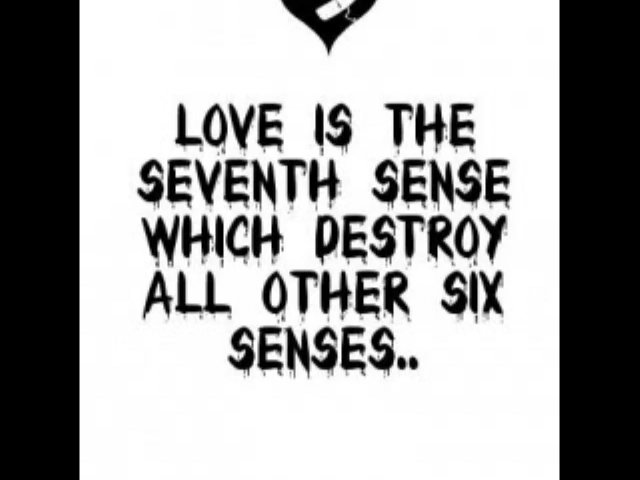 LOVE IS THE
SEVENTH SENSE
WHICH DESTROY
ALL OTHER SIX
SENSES..